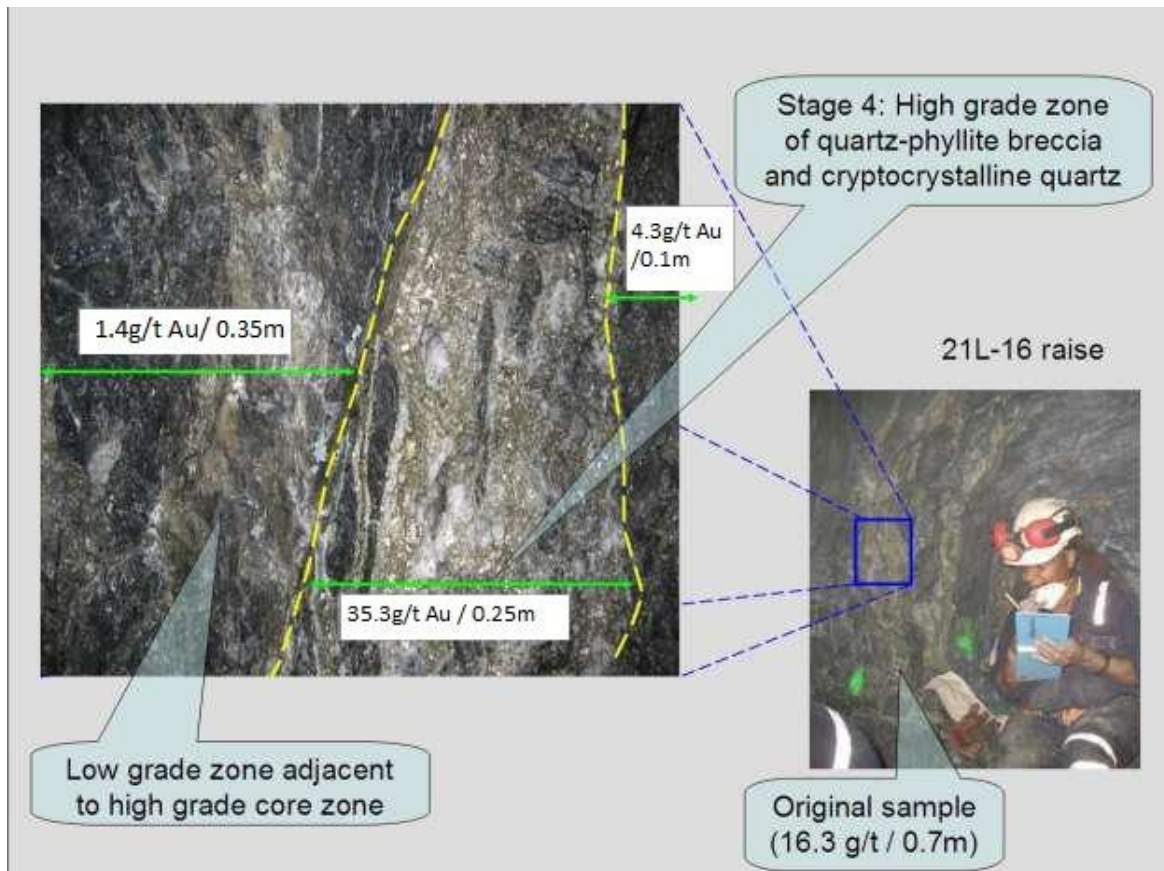 Stage 4: High grade zone
of quartz-phyllite breccia
and cryptocrystalline quartz
4.3g/t Au
/0.1m
1.4g/t Au/ 0.35m
21L-16 raise
35.3g/t Au / 0.25m
Low grade zone adjacent
to high grade core zone
Original sample
(16.3 g/t / 0.7m)